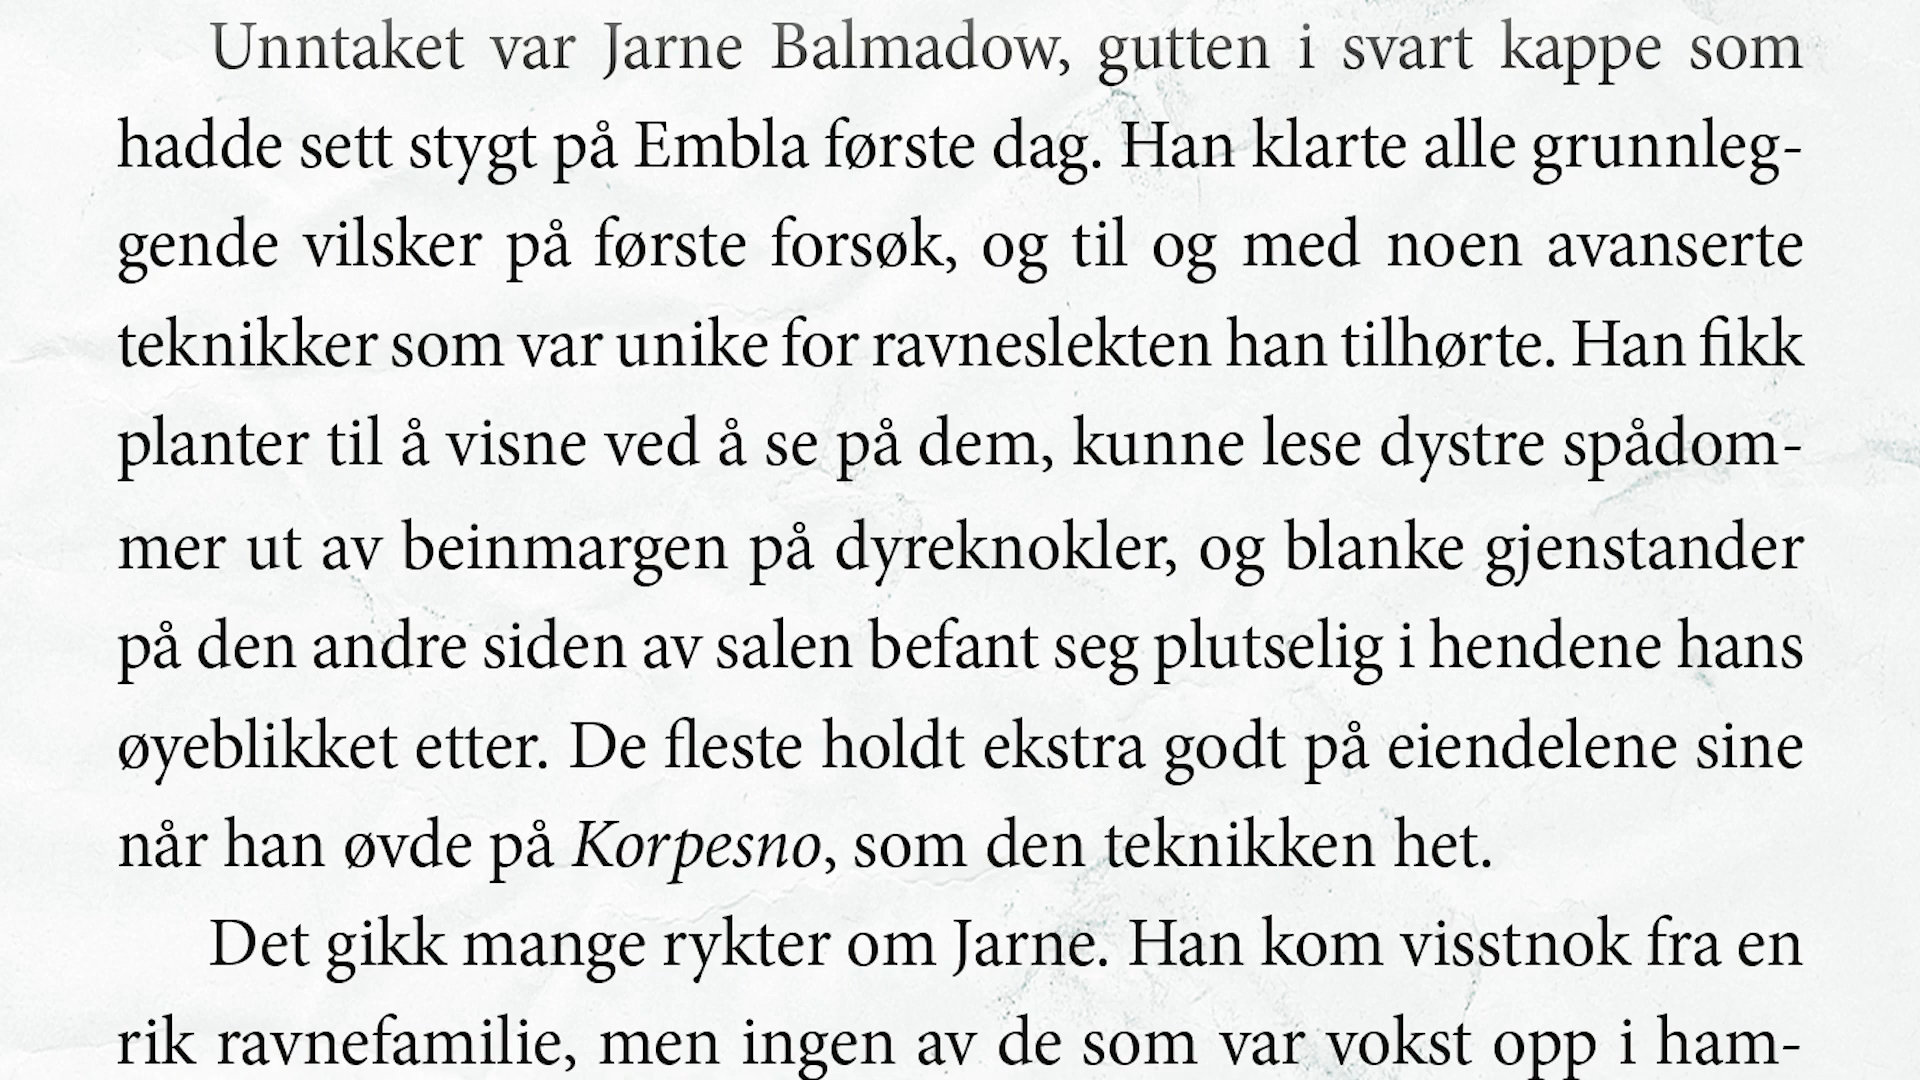 Unntaket var Jarne Balmadow, gutten i svart kappe som
hadde sett stygt på Embla første dag. Han klarte alle grunnleg-
gende vilsker på første forsøk, og til og med noen avanserte
teknikker som var unike for ravneslekten han tilhørte. Han fikk
planter til å visne ved å se på dem, kunne lese dystre spådom-
mer ut av beinmargen på dyreknokler, og blanke gjenstander
på den andre siden av salen befant seg plutselig i hendene hans
øyeblikket etter. De fleste holdt ekstra godt på eiendelene sine
når han øvde på Korpesno, som den teknikken het.
Det gikk mange rykter om Jarne. Han kom visstnok fra en
rik ravnefamilie, men ingen av de som var vokst opp i ham-